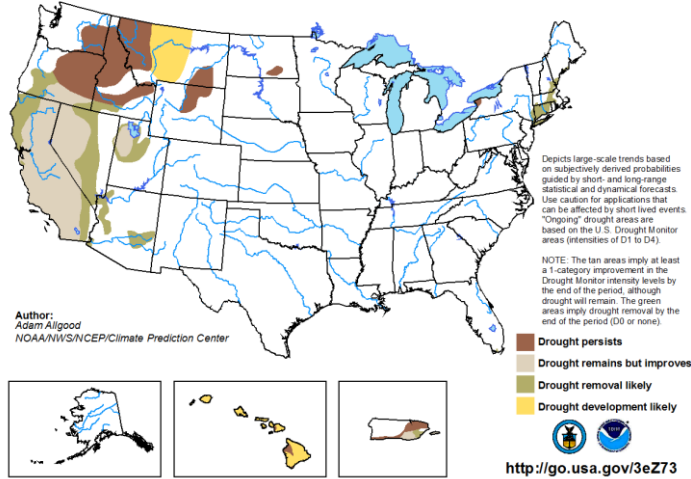 Depicts large-scale trends based
on subjectively derived probabilities
guided by short- and long-range
statistical and dynamical forecasts.
Use caution for applications that
can be affected by short lived events.
"Ongoing" drought areas are
based on the U.S. Drought Monitor
areas (intensities of D1 to D4).
NOTE: The tan areas imply at least
a 1-category improvement in the
Drought Monitor intensity levels by
the end of the period, although
drought will remain. The green
areas imply drought removal by the
end of the period (D0 or none).
Author:
Adam Allgood
NOAA/NWS/NCEP/Climate Prediction Center
Drought persists
Drought remains but improves
Drought removal likely
Drought development likely
http://go.usa.gov/3eZ73